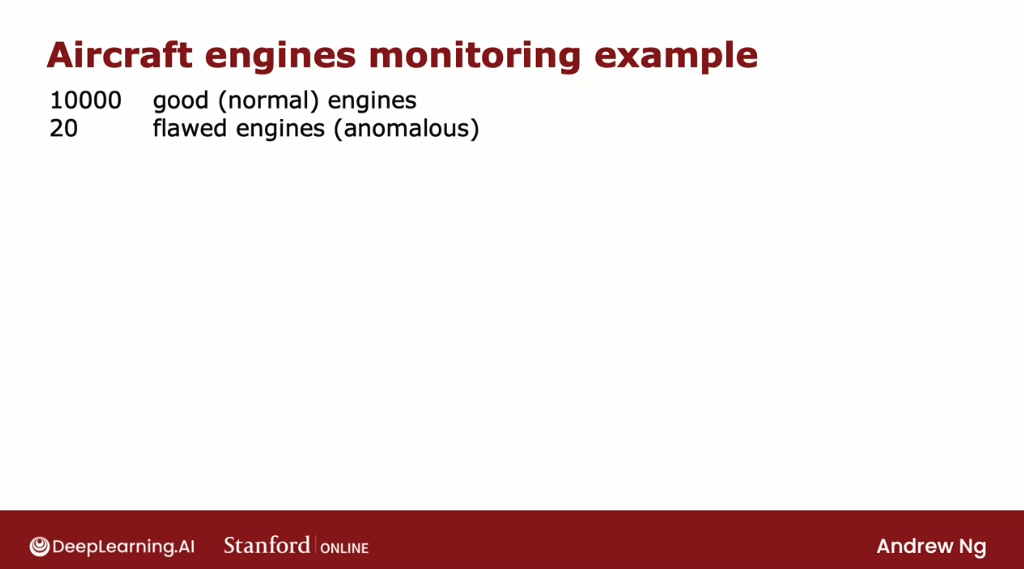 Aircraft engines monitoring example
10000 good (normal) engines
20 flawed engines (anomalous)
DeepLearning.AI Stanford ONLINE Andrew Ng